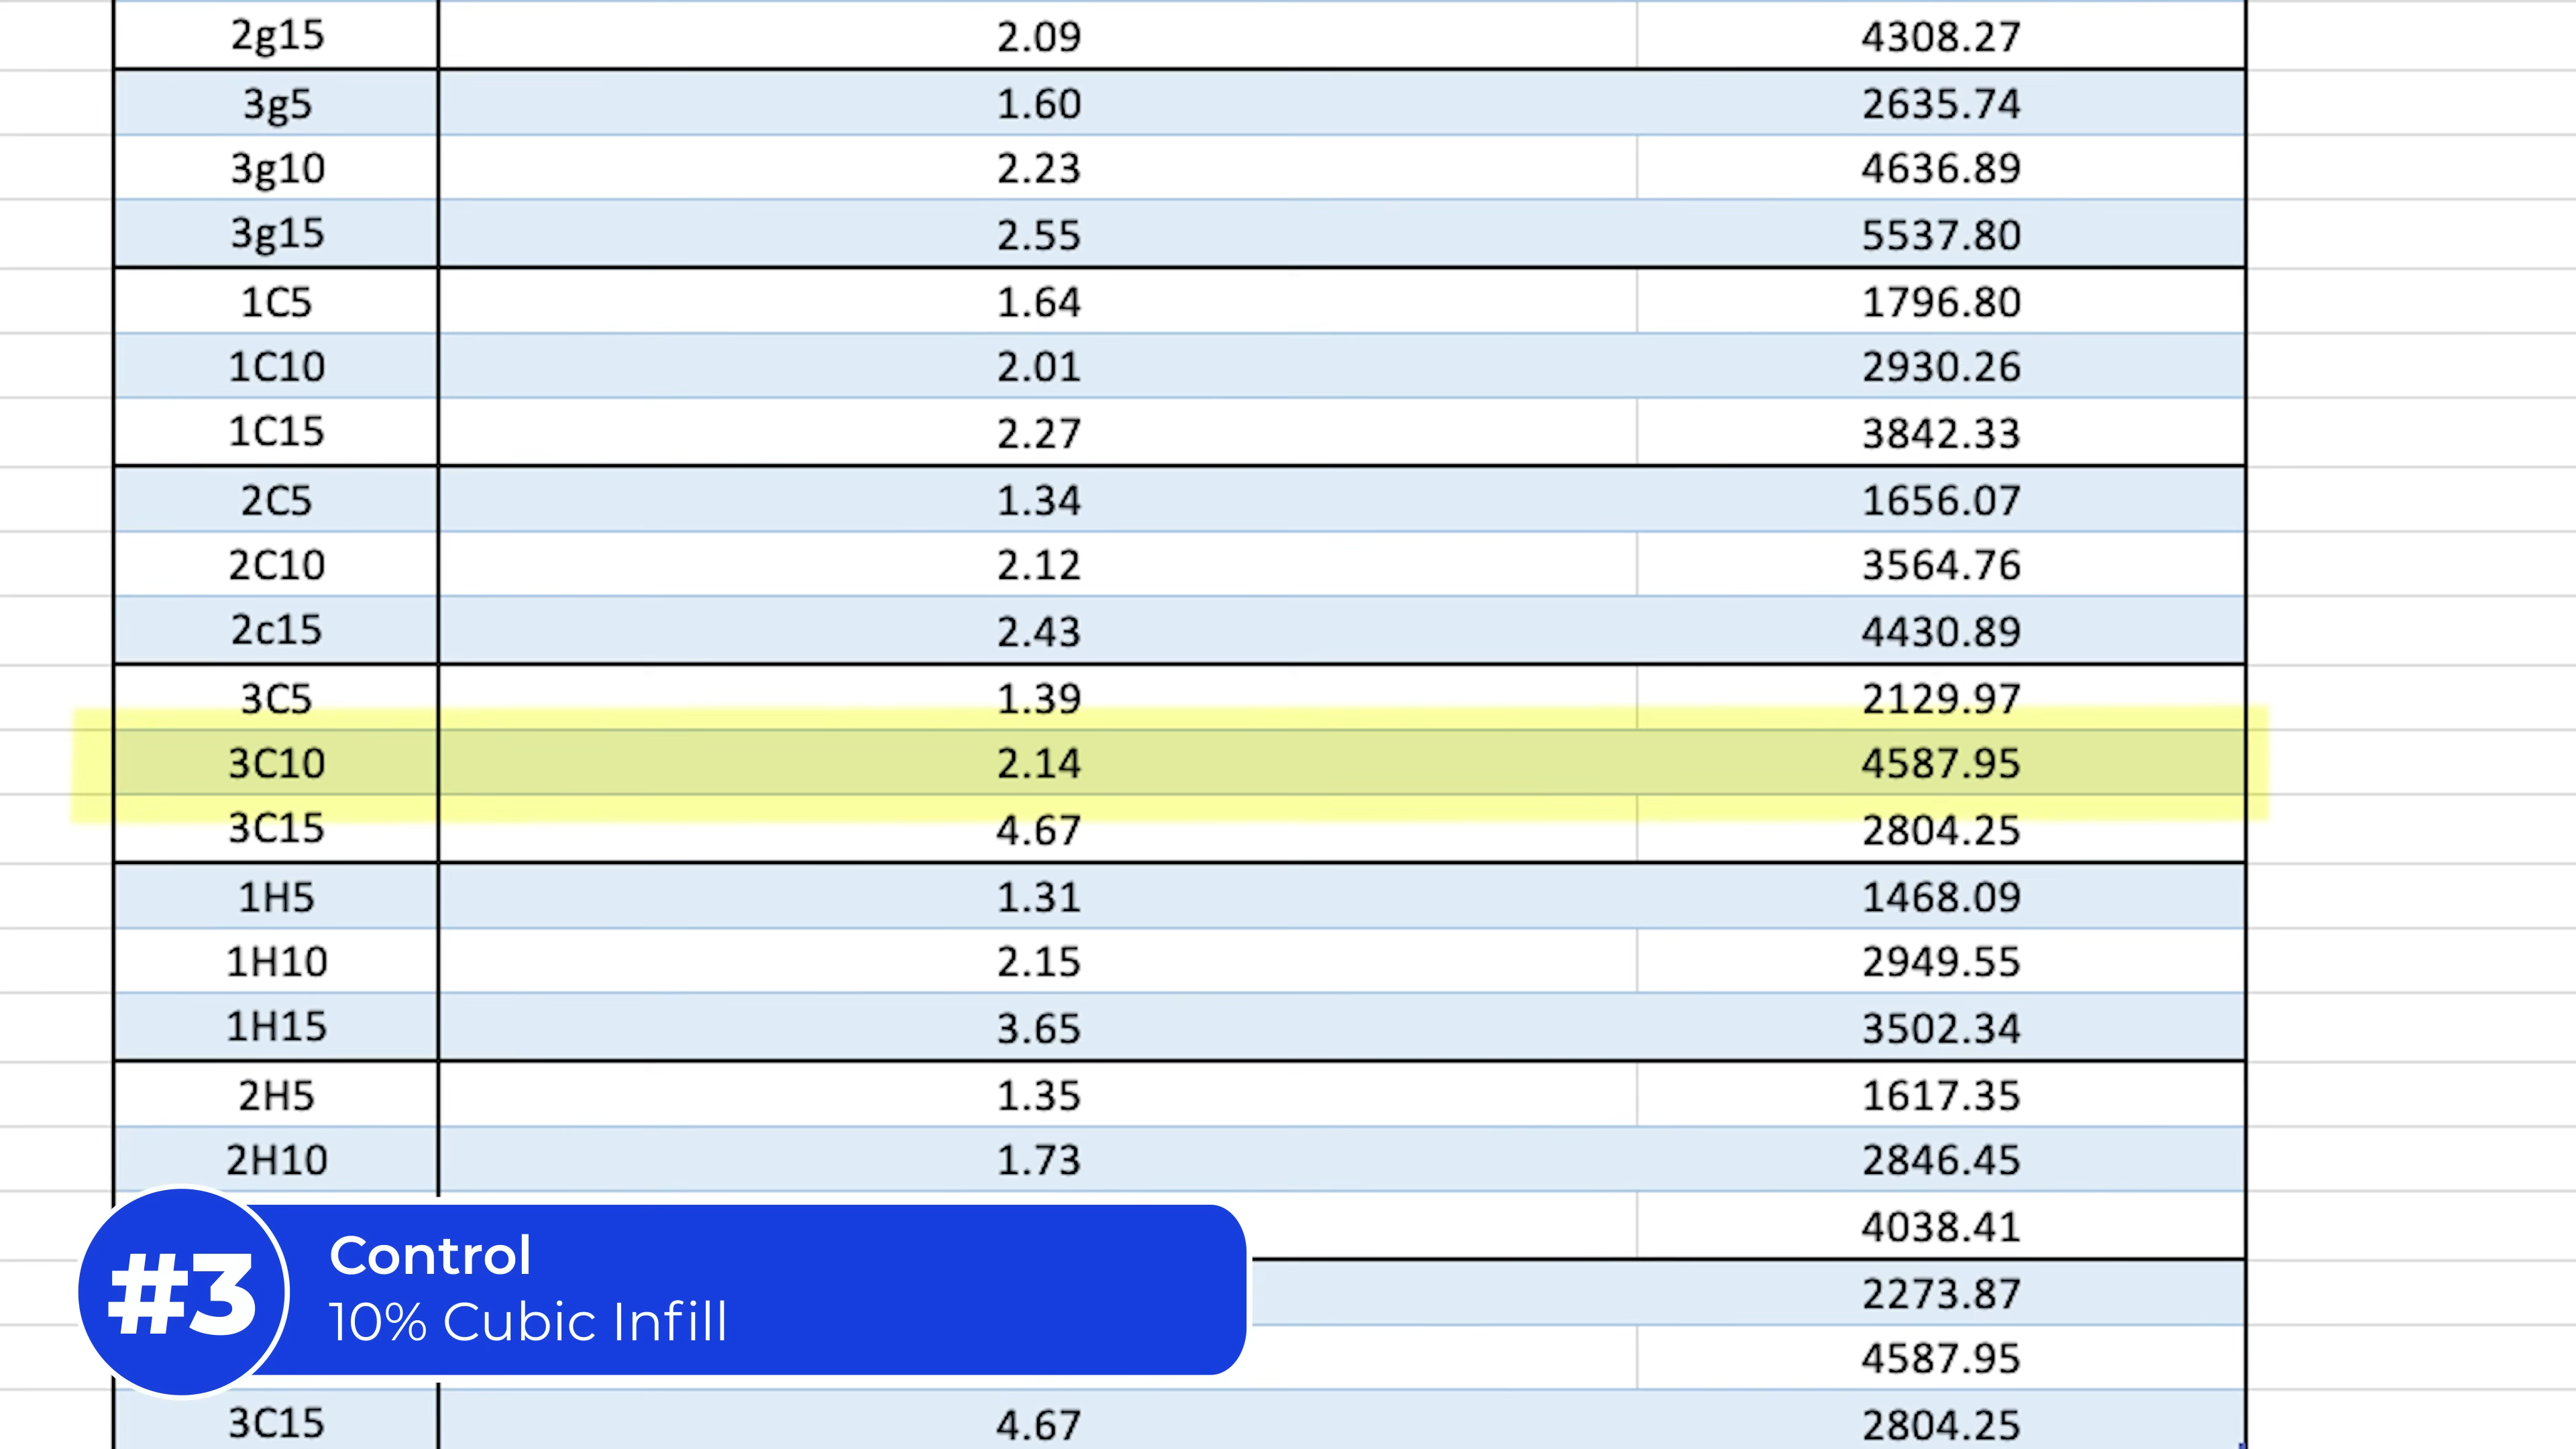 2g15 2.09 4308.27
3g5 1.60 2635.74
3g10 2.23 4636.89
3g15 2.55 5537.80
1C5 1.64 1796.80
1C10 2.01 2930.26
1C15 2.27 3842.33
2C5 1.34 1656.07
2C10 2.12 3564.76
2c15 2.43 4430.89
3C5 1.39 2129.97
3C10 2.14 4587.95
3C15 4.67 2804.25
1H5 1.31 1468.09
1H10 2.15 2949.55
1H15 3.65 3502.34
2H5 1.35 1617.35
2H10 1.73 2846.45
4038.41
2273.87
4587.95
3C15 4.67 2804.25
#3
Control
10% Cubic Infill